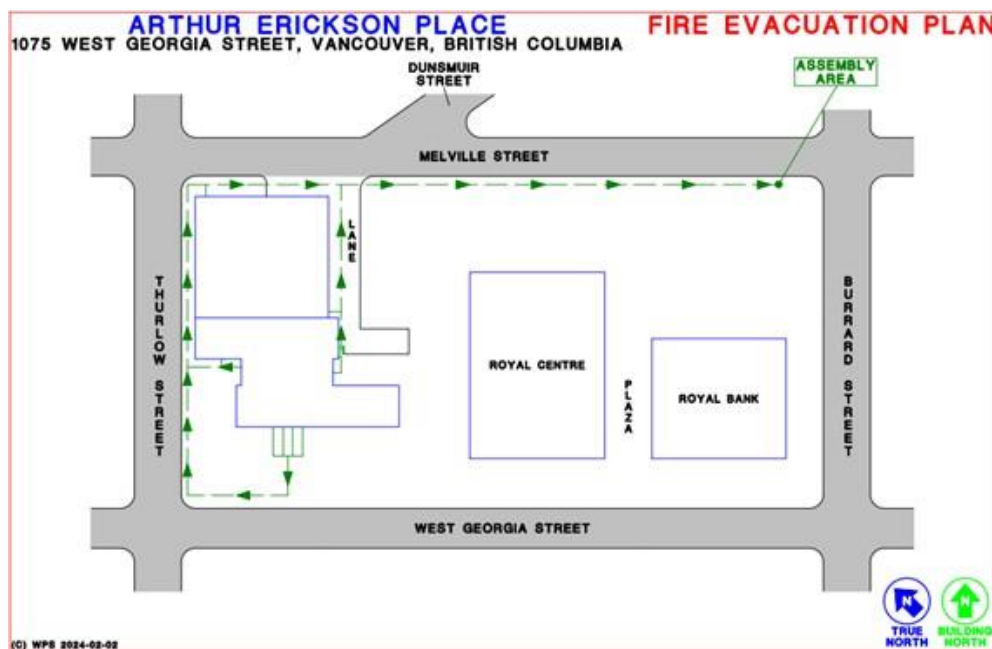 ARTHUR ERICKSON PLACE
FIRE EVACUATION PLAN
1075 WEST GEORGIA STREET, VANCOUVER, BRITISH COLUMBIA
DUNSMUIR
STREET
ASSEMBLY
AREA
MELVILLE STREET
LANE
THURLOW STREET
BURRARD STREET
ROYAL CENTRE
PLAZA
ROYAL BANK
WEST GEORGIA STREET
N
TRUE
NORTH
N
BUILDING
NORTH
(C) WPS 2024-02-02